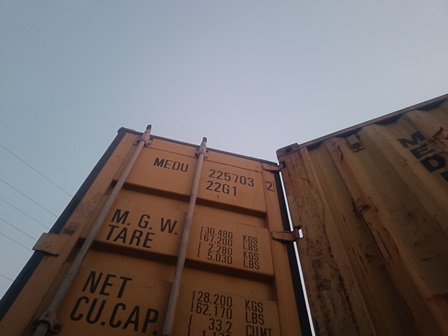 MEDU 225703 2
22G1
M.G.W. 30.480 KGS
67.200 LBS
TARE 2.280 KGS
5.030 LBS
NET 28.200 KGS
62.170 LBS
CU.CAP. 33.2 CU.MT